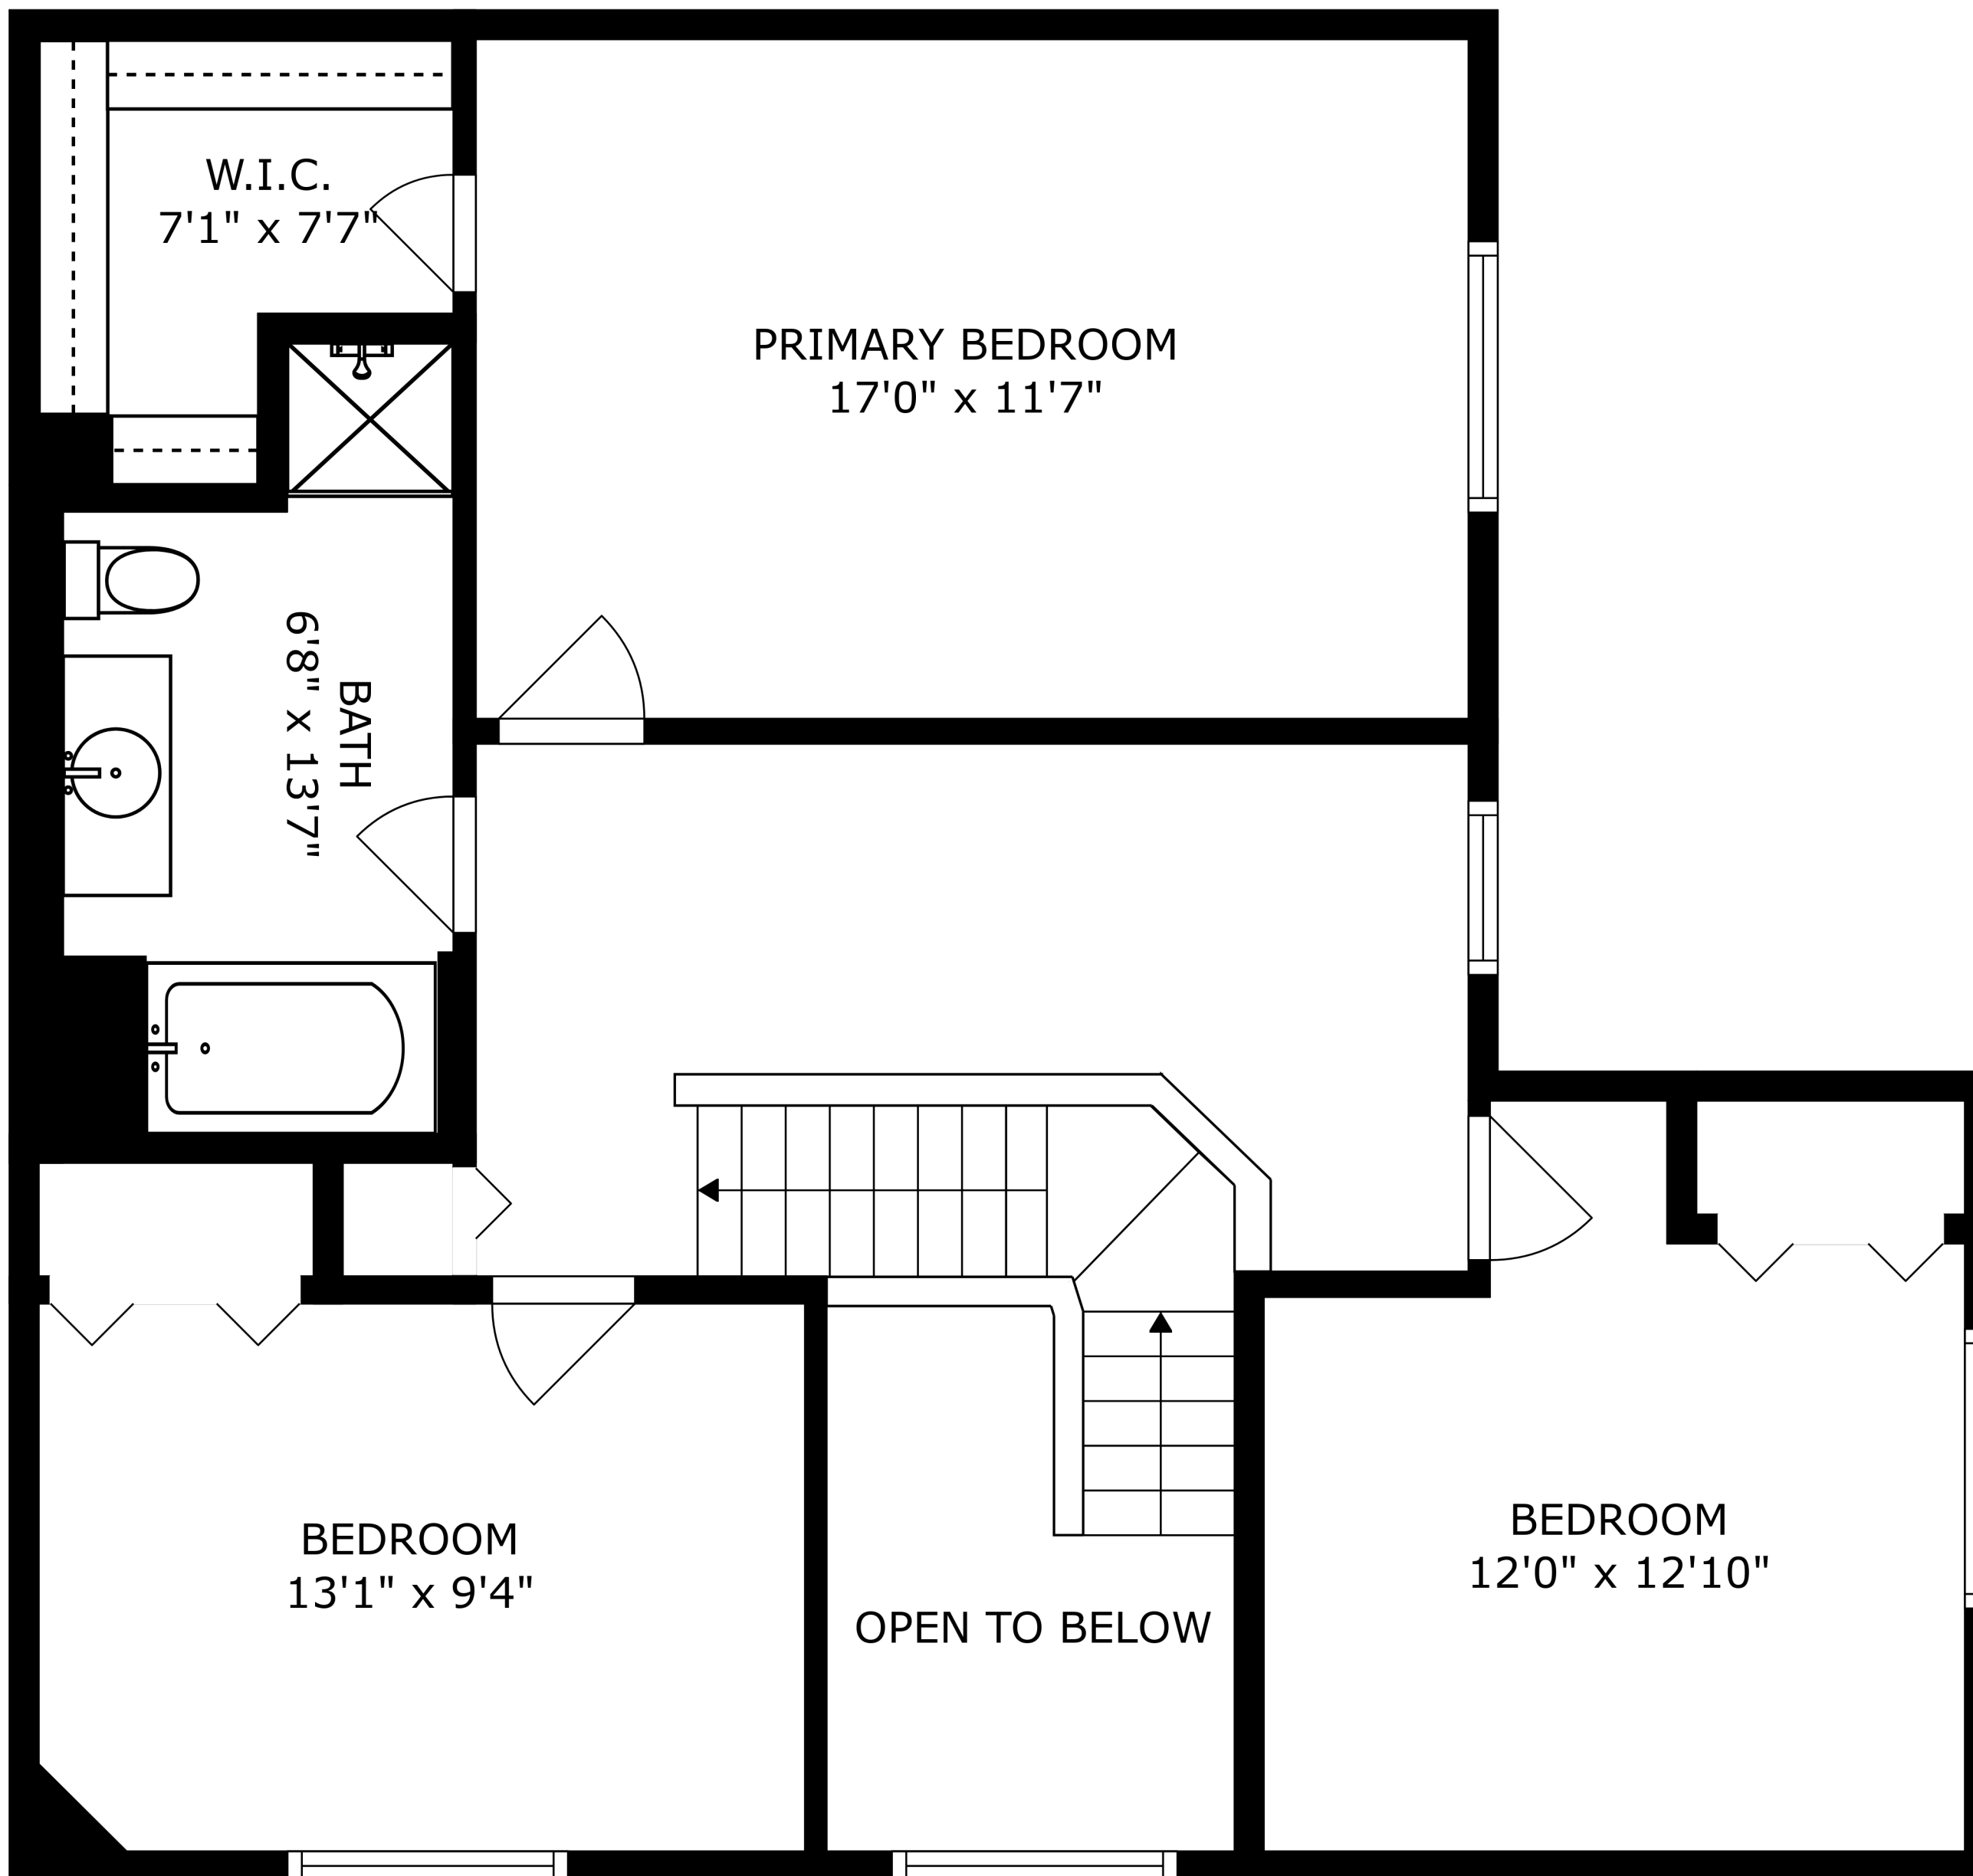 W.I.C.
7'1" x 7'7"
PRIMARY BEDROOM
17'0" x 11'7"
BATH
6'8" x 13'7"
BEDROOM
13'1" x 9'4"
OPEN TO BELOW
BEDROOM
12'0" x 12'10"